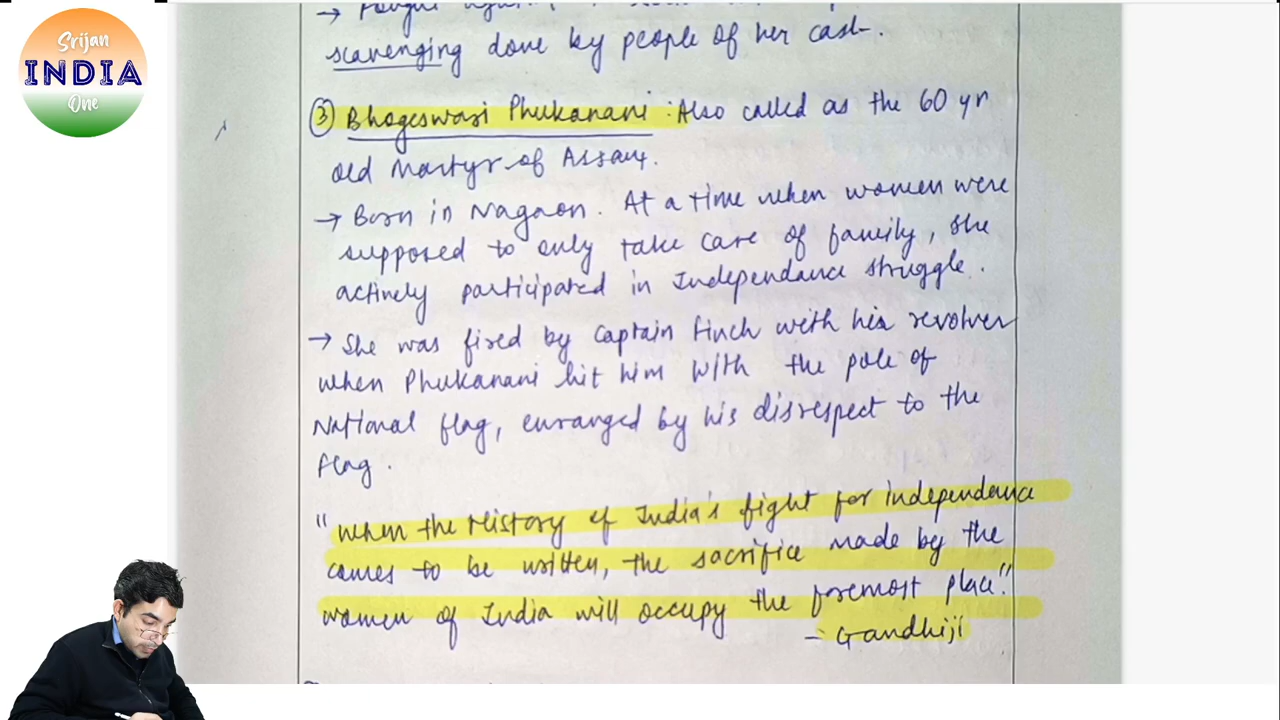 Srijan
INDIA
One
→ Fought
scavenging done by people of her cast.
③ Bhogeswari Phukanani : Also called as the 60 yr
old Martyr of Assam.
→ Born in Nagaon. At a time when women were
supposed to only take care of family, she
actively participated in Independance struggle.
→ She was fired by Captain Finch with his revolver
when Phukanani hit him with the pole of
National flag, enranged by his disrespect to the
flag.
"When the History of India's fight for independance
comes to be written, the sacrifice made by the
women of India will occupy the foremost place."
- Gandhiji